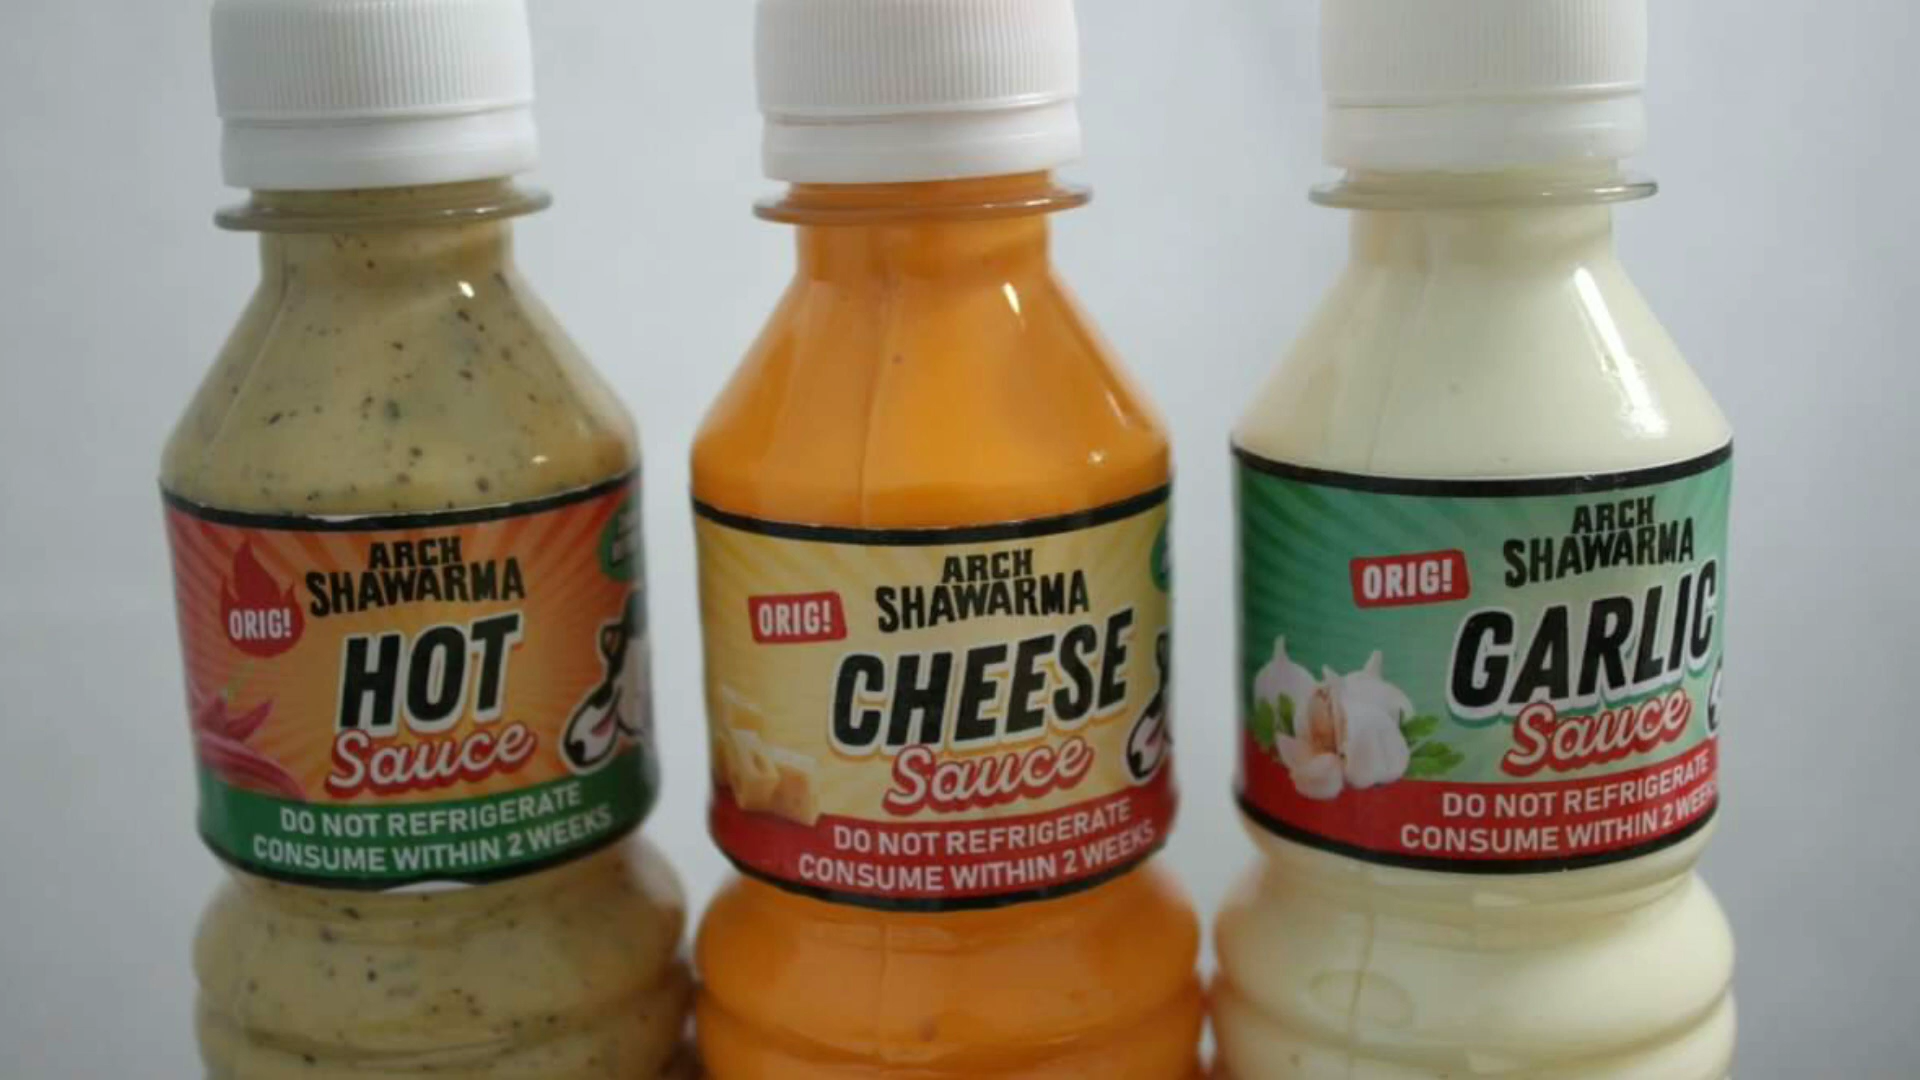 ORIG!
ARCH
SHAWARMA
HOT
Sauce
DO NOT REFRIGERATE
CONSUME WITHIN 2 WEEKS
ORIG!
ARCH
SHAWARMA
CHEESE
Sauce
DO NOT REFRIGERATE
CONSUME WITHIN 2 WEEKS
ORIG!
ARCH
SHAWARMA
GARLIC
Sauce
DO NOT REFRIGERATE
CONSUME WITHIN 2 WEEKS